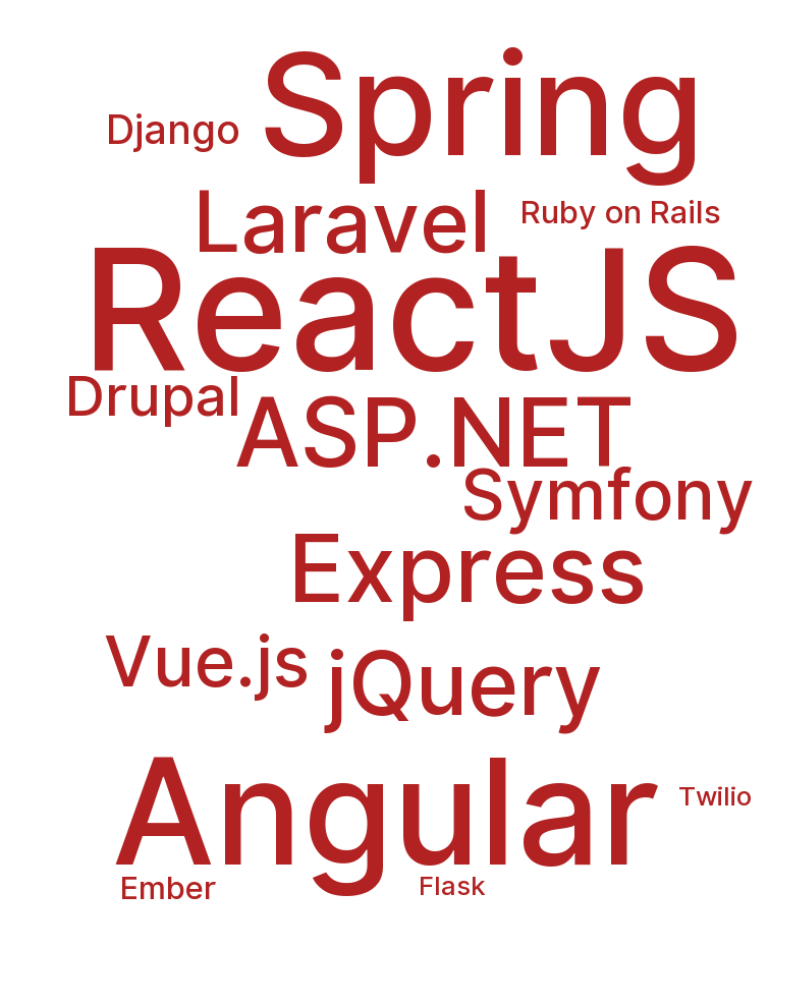 Spring
Django
Laravel
Ruby on Rails
ReactJS
Drupal
ASP.NET
Symfony
Express
Vue.js
jQuery
Angular
Twilio
Ember
Flask